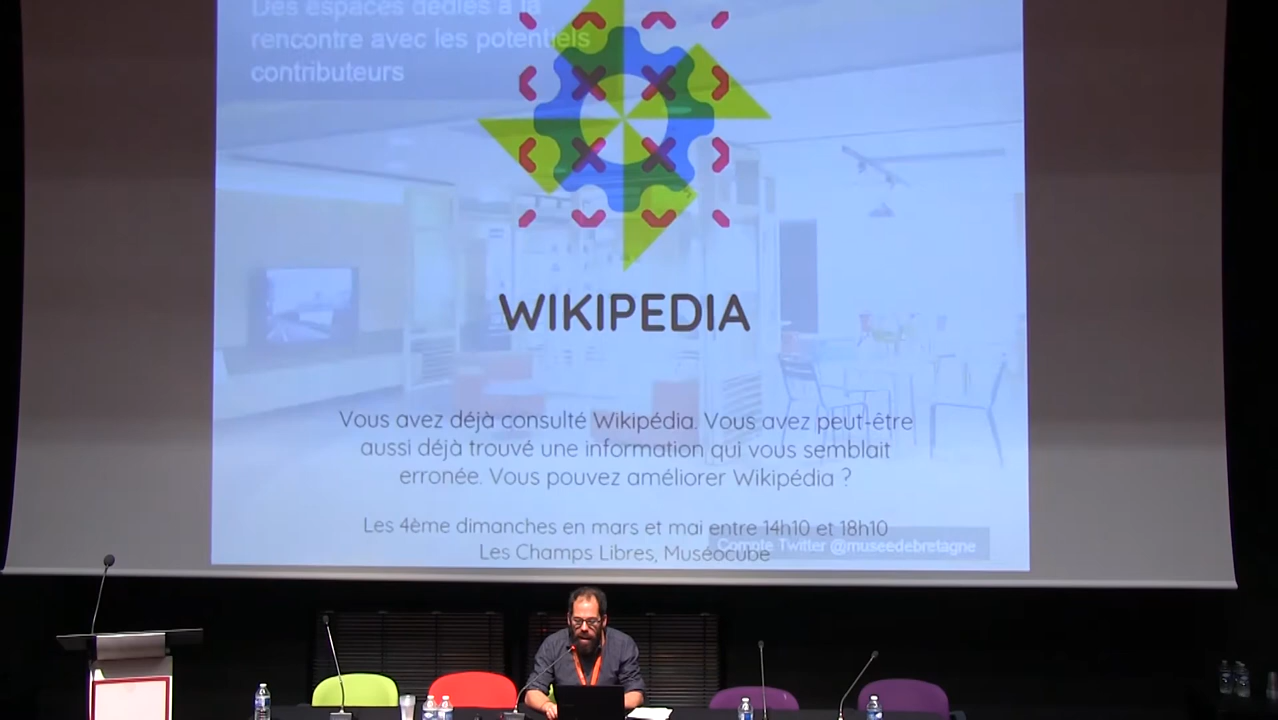 Des espaces dédiés à la
rencontre avec les potentiels
contributeurs
WIKIPEDIA
Vous avez déjà consulté Wikipédia. Vous avez peut-être
aussi déjà trouvé une information qui vous semblait
erronée. Vous pouvez améliorer Wikipédia ?
Les 4ème dimanches en mars et mai entre 14h10 et 18h10
Les Champs Libres, Muséocube
Compte Twitter @museedebretagne